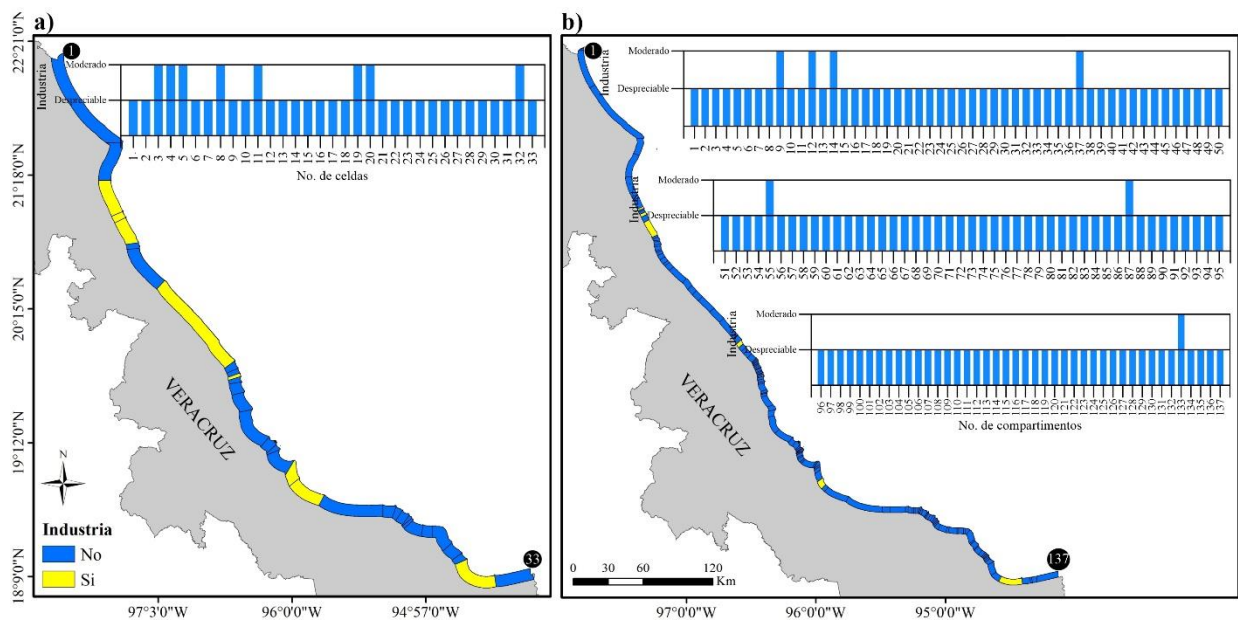 a)
22°21'0"N
21°18'0"N
20°15'0"N
19°12'0"N
18°9'0"N
1
Industria
Moderado
Despreciable
1 2 3 4 5 6 7 8 9 10 11 12 13 14 15 16 17 18 19 20 21 22 23 24 25 26 27 28 29 30 31 32 33
No. de celdas
VERACRUZ
N
Industria
No
Si
33
97°3'0"W 96°0'0"W 94°57'0"W
b)
1
Industria
Moderado
Despreciable
1 2 3 4 5 6 7 8 9 10 11 12 13 14 15 16 17 18 19 20 21 22 23 24 25 26 27 28 29 30 31 32 33 34 35 36 37 38 39 40 41 42 43 44 45 46 47 48 49 50
Industria
Moderado
Despreciable
51 52 53 54 55 56 57 58 59 60 61 62 63 64 65 66 67 68 69 70 71 72 73 74 75 76 77 78 79 80 81 82 83 84 85 86 87 88 89 90 91 92 93 94 95
Industria
Moderado
Despreciable
96 97 98 99 100 101 102 103 104 105 106 107 108 109 110 111 112 113 114 115 116 117 118 119 120 121 122 123 124 125 126 127 128 129 130 131 132 133 134 135 136 137
No. de compartimentos
VERACRUZ
137
0 30 60 120
Km
97°0'0"W 96°0'0"W 95°0'0"W